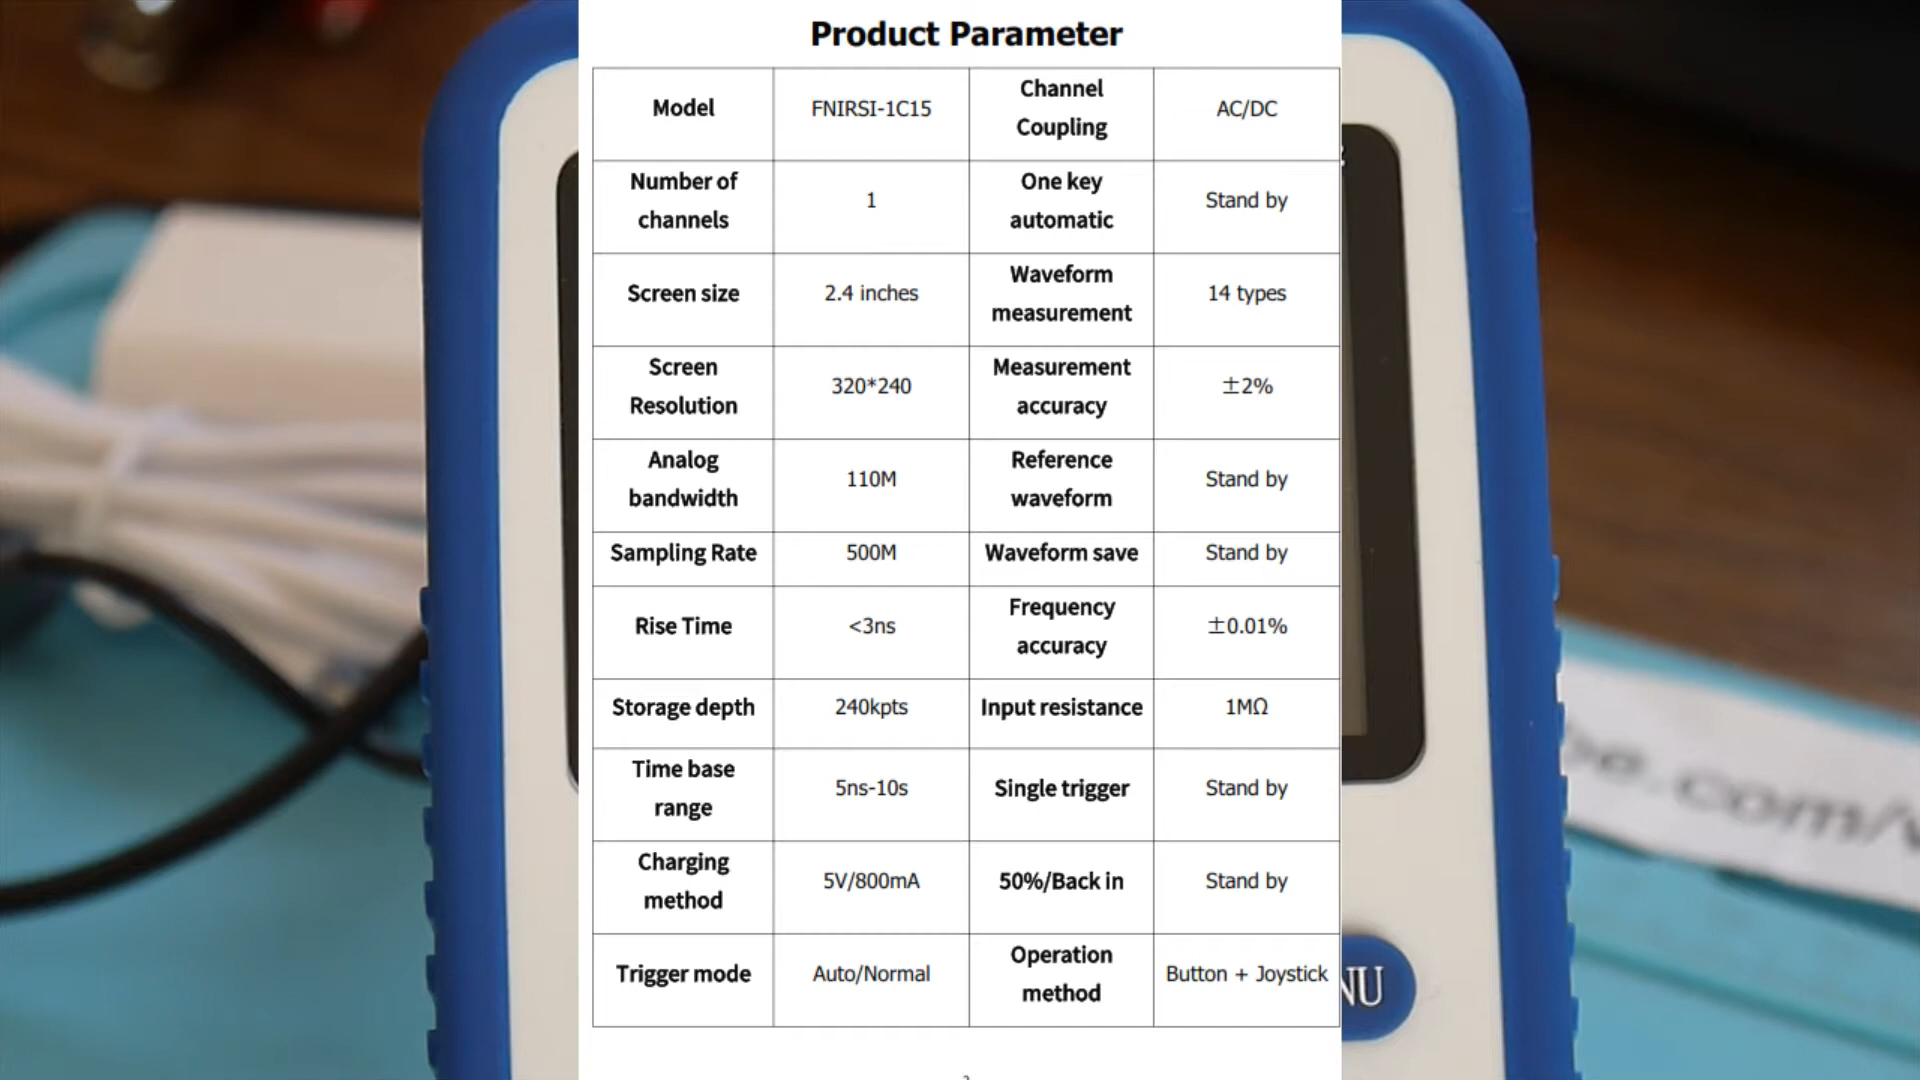 Product Parameter
Model
FNIRSI-1C15
Channel
Coupling
AC/DC
Number of
channels
1
One key
automatic
Stand by
Screen size
2.4 inches
Waveform
measurement
14 types
Screen
Resolution
320*240
Measurement
accuracy
±2%
Analog
bandwidth
110M
Reference
waveform
Stand by
Sampling Rate
500M
Waveform save
Stand by
Rise Time
<3ns
Frequency
accuracy
±0.01%
Storage depth
240kpts
Input resistance
1MΩ
Time base
range
5ns-10s
Single trigger
Stand by
Charging
method
5V/800mA
50%/Back in
Stand by
Trigger mode
Auto/Normal
Operation
method
Button + Joystick
NU
.com/